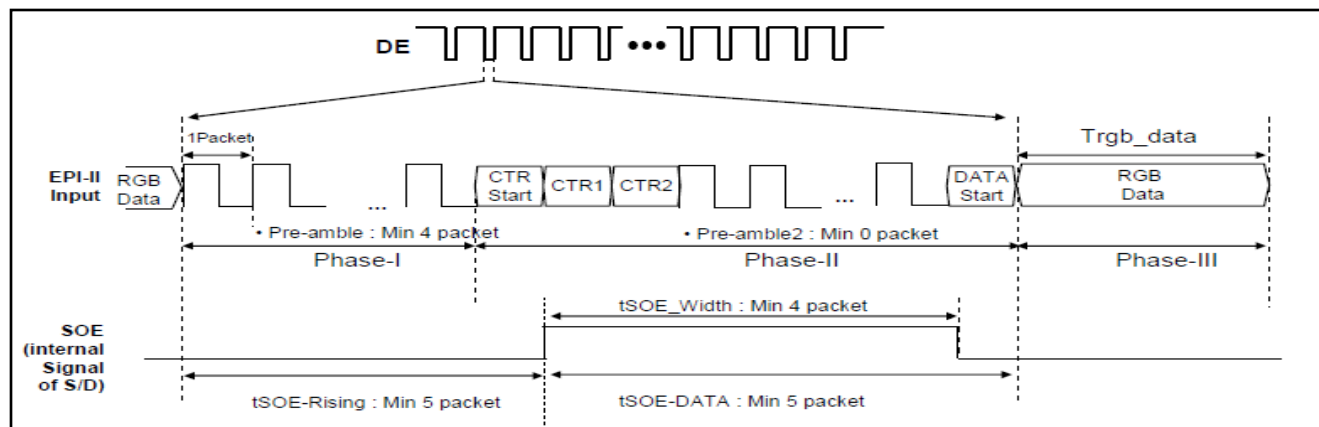 DE
1Packet
Trgb_data
EPI-II
Input
RGB
Data
...
CTR
Start
CTR1
CTR2
...
DATA
Start
RGB
Data
• Pre-amble : Min 4 packet
• Pre-amble2 : Min 0 packet
Phase-I
Phase-II
Phase-III
tSOE_Width : Min 4 packet
SOE
(internal
Signal
of S/D)
tSOE-Rising : Min 5 packet
tSOE-DATA : Min 5 packet